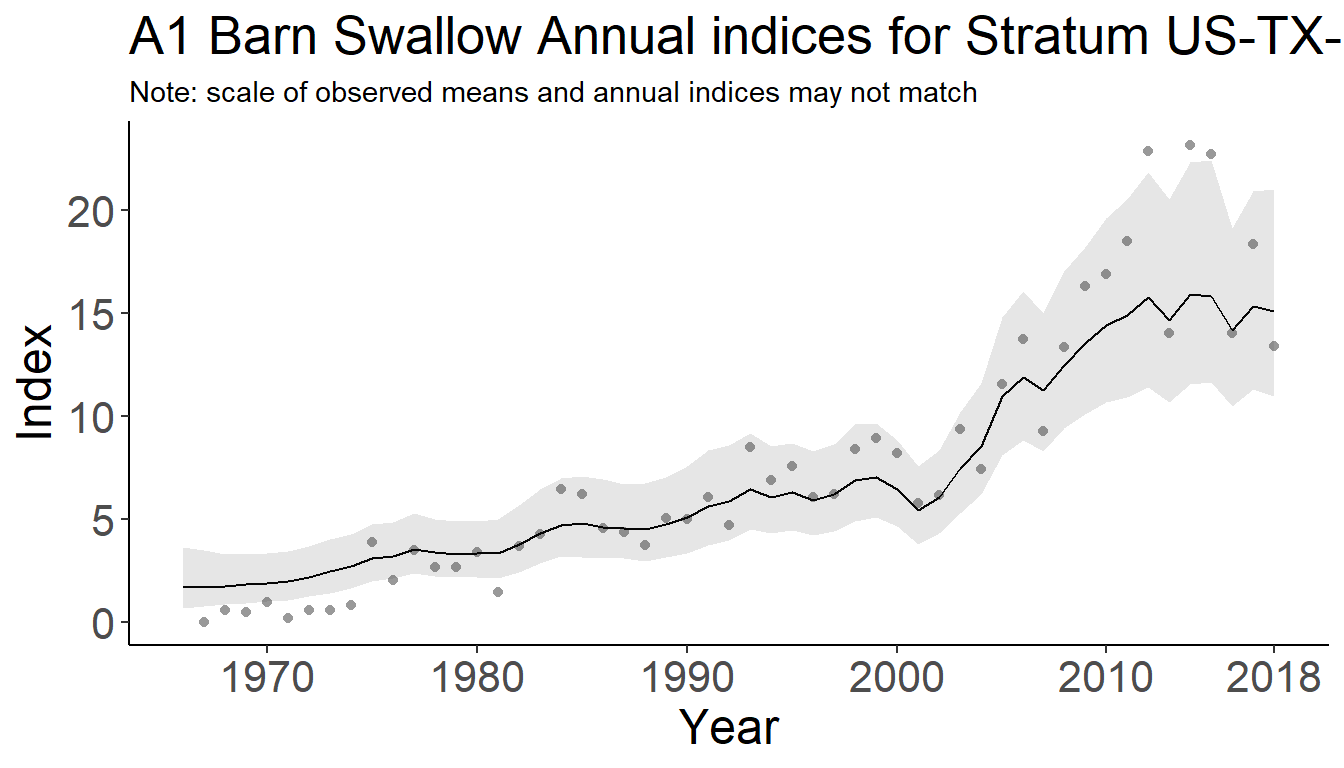 A1 Barn Swallow Annual indices for Stratum US-TX-
Note: scale of observed means and annual indices may not match
Index
20
15
10
5
0
1970 1980 1990 2000 2010 2018
Year